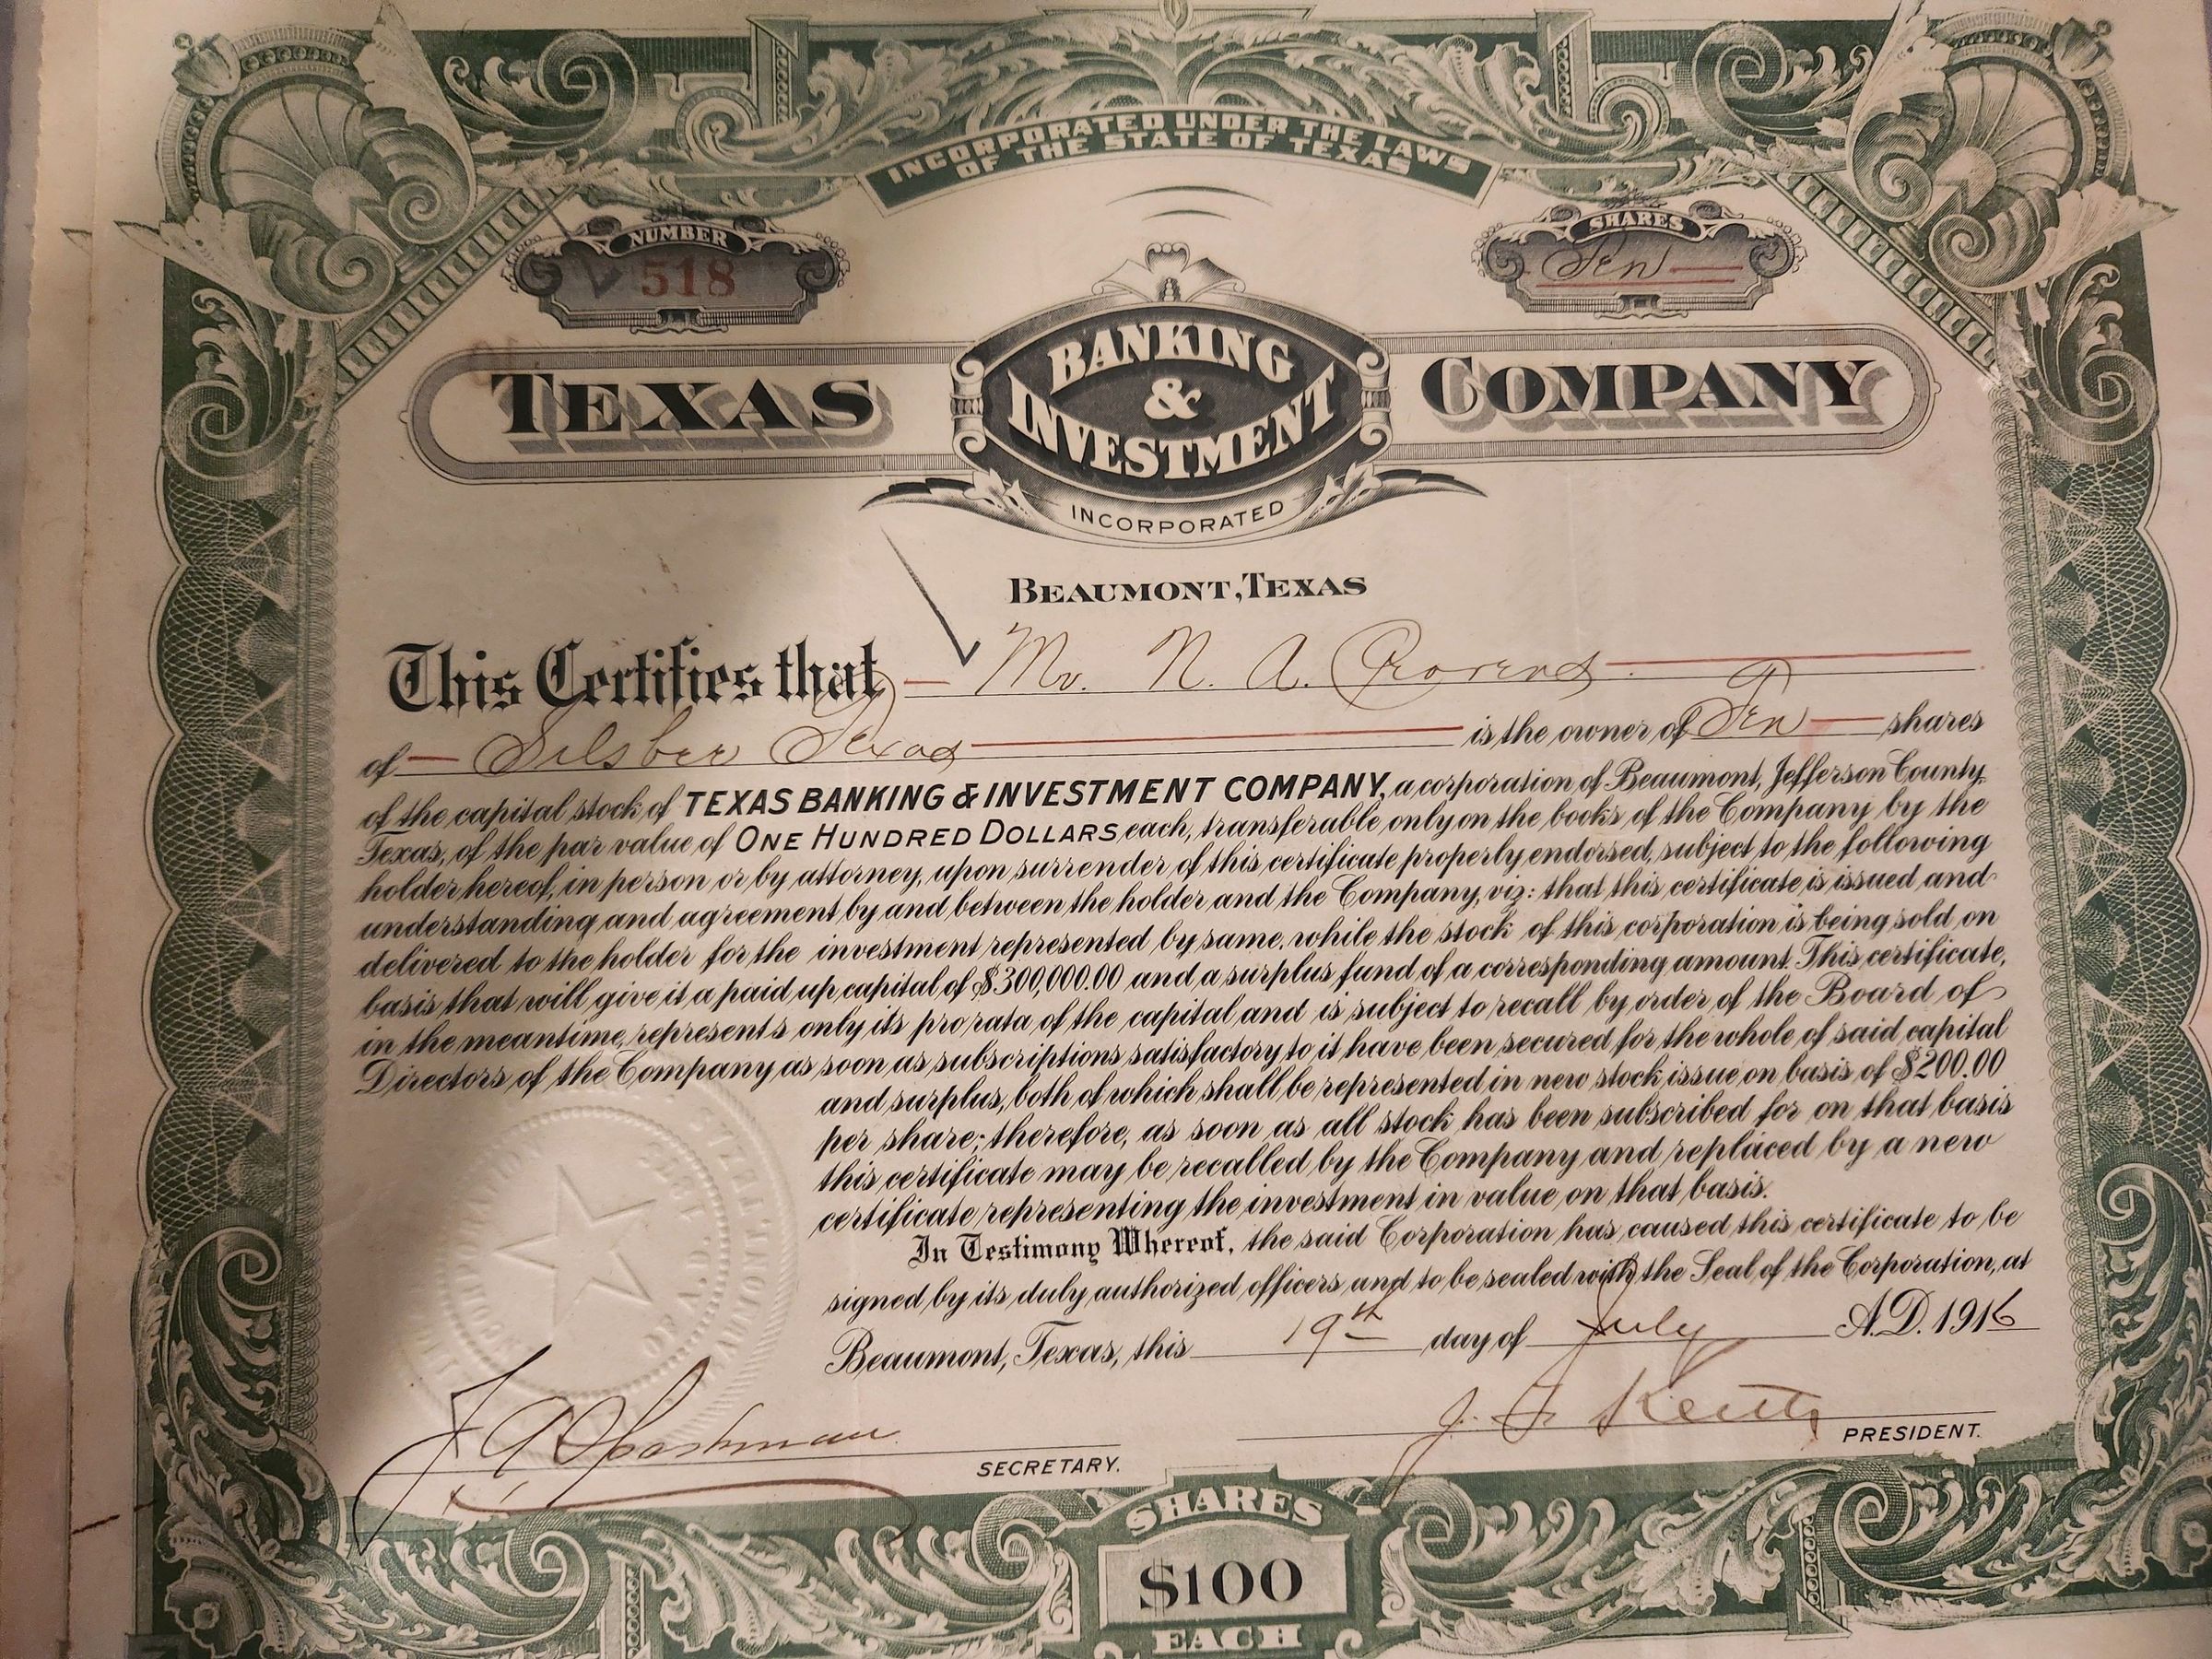 INCORPORATED UNDER THE LAWS
OF THE STATE OF TEXAS
NUMBER
518
SHARES
Ten
TEXAS BANKING & INVESTMENT COMPANY
INCORPORATED
BEAUMONT, TEXAS
This Certifies that Mr. N. A.
of Silsbee Texas is the owner of Ten shares
of the capital stock of TEXAS BANKING & INVESTMENT COMPANY, a corporation of Beaumont, Jefferson County,
Texas, of the par value of ONE HUNDRED DOLLARS each, transferable only on the books of the Company by the
holder hereof, in person or by attorney, upon surrender of this certificate properly endorsed, subject to the following
understanding and agreement by and between the holder and the Company, viz: that this certificate is issued and
delivered to the holder for the investment represented by same, while the stock of this corporation is being sold on
basis that will give it a paid up capital of $300,000.00 and a surplus fund of a corresponding amount. This certificate,
in the meantime, represents only its pro rata of the capital and is subject to recall by order of the Board of
Directors of the Company as soon as subscriptions satisfactory to it have been secured for the whole of said capital
and surplus, both of which shall be represented in new stock issue on basis of $200.00
per share; therefore, as soon as all stock has been subscribed for on that basis
this certificate may be recalled by the Company and replaced by a new
certificate representing the investment in value on that basis.
In Testimony Whereof, the said Corporation has caused this certificate to be
signed by its duly authorized officers and to be sealed with the Seal of the Corporation, at
Beaumont, Texas, this 19th day of July A.D. 1916
SECRETARY.
J. F. Keith PRESIDENT.
SHARES
$100
EACH